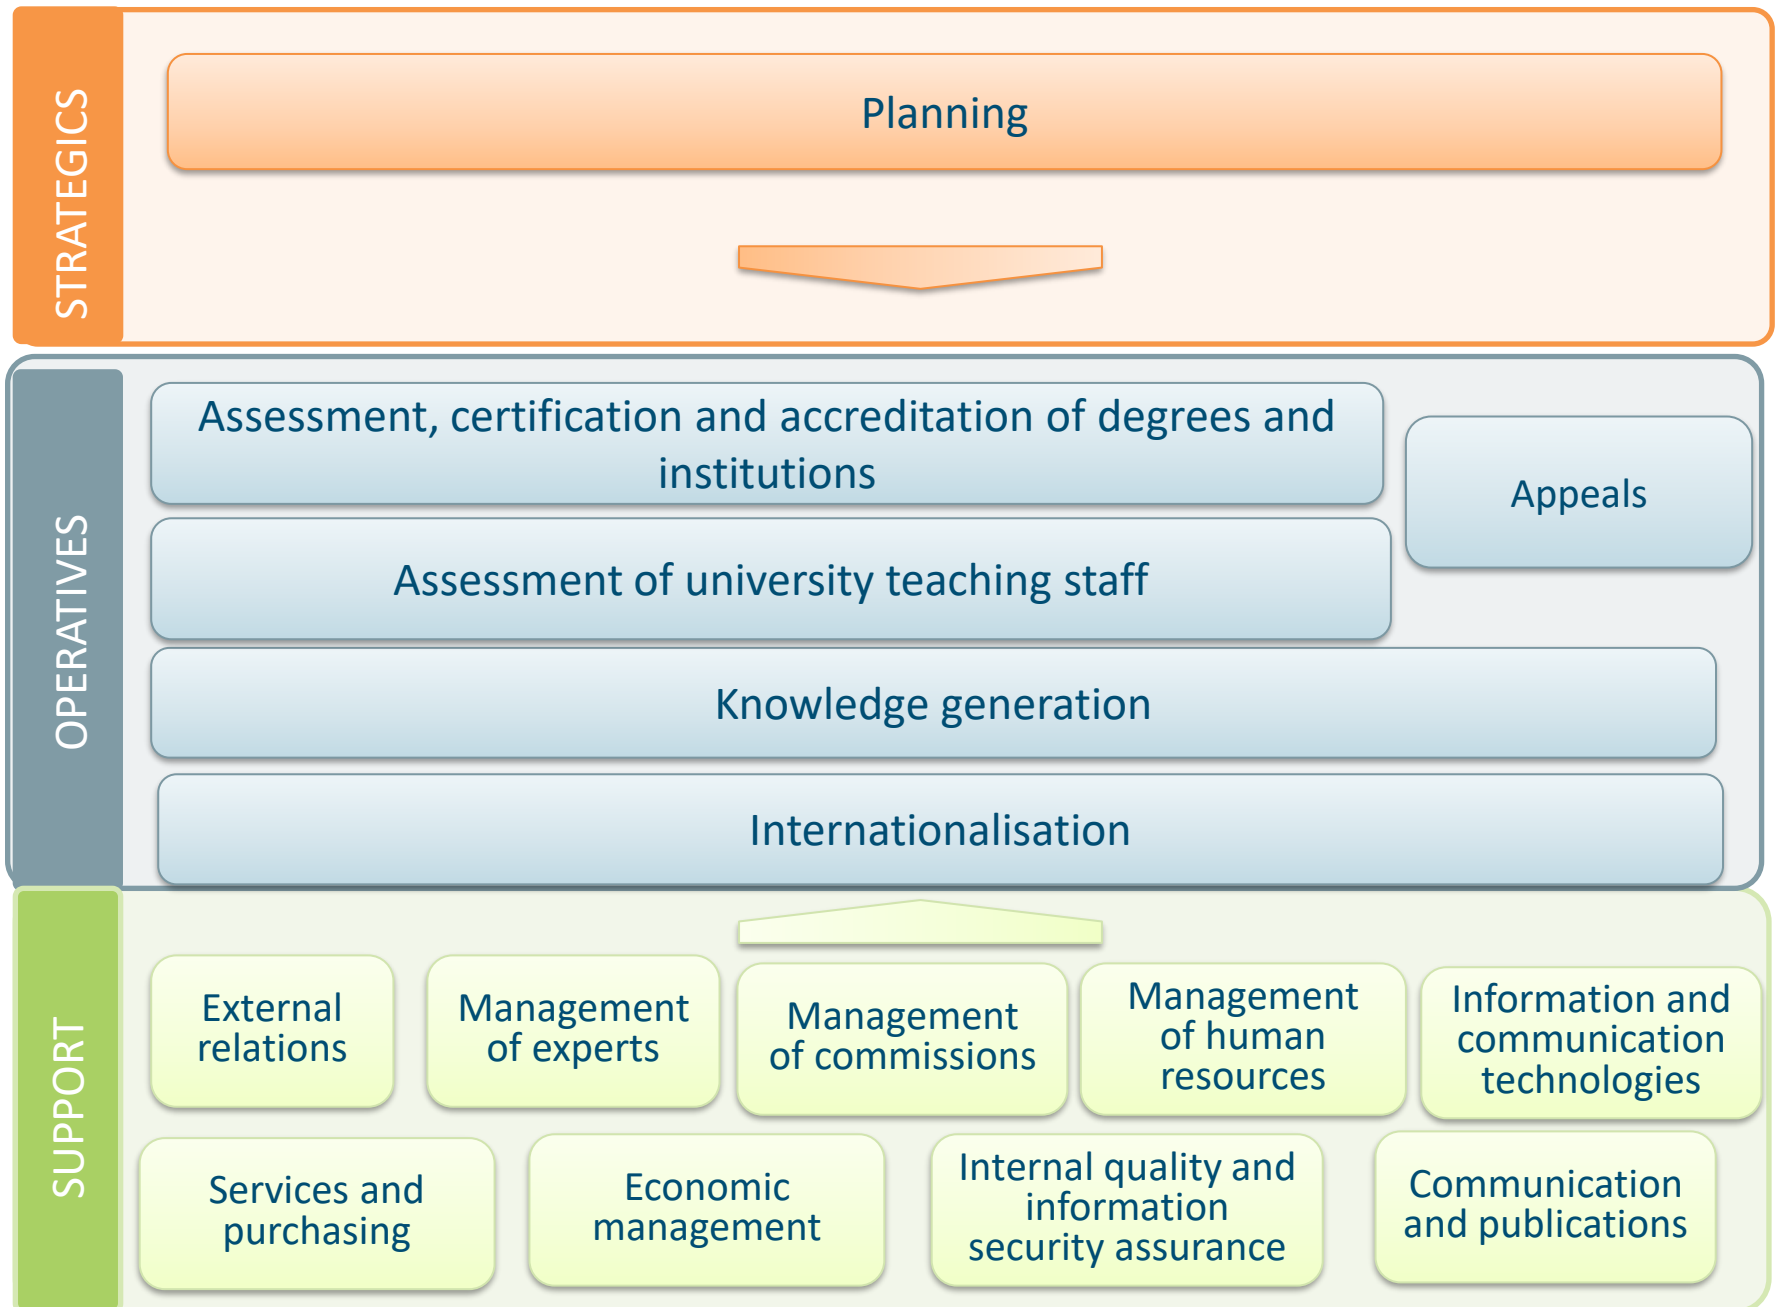 STRATEGICS
Planning
OPERATIVES
Assessment, certification and accreditation of degrees and
institutions
Appeals
Assessment of university teaching staff
Knowledge generation
Internationalisation
SUPPORT
External
relations
Management
of experts
Management
of commissions
Management
of human
resources
Information and
communication
technologies
Services and
purchasing
Economic
management
Internal quality and
information
security assurance
Communication
and publications